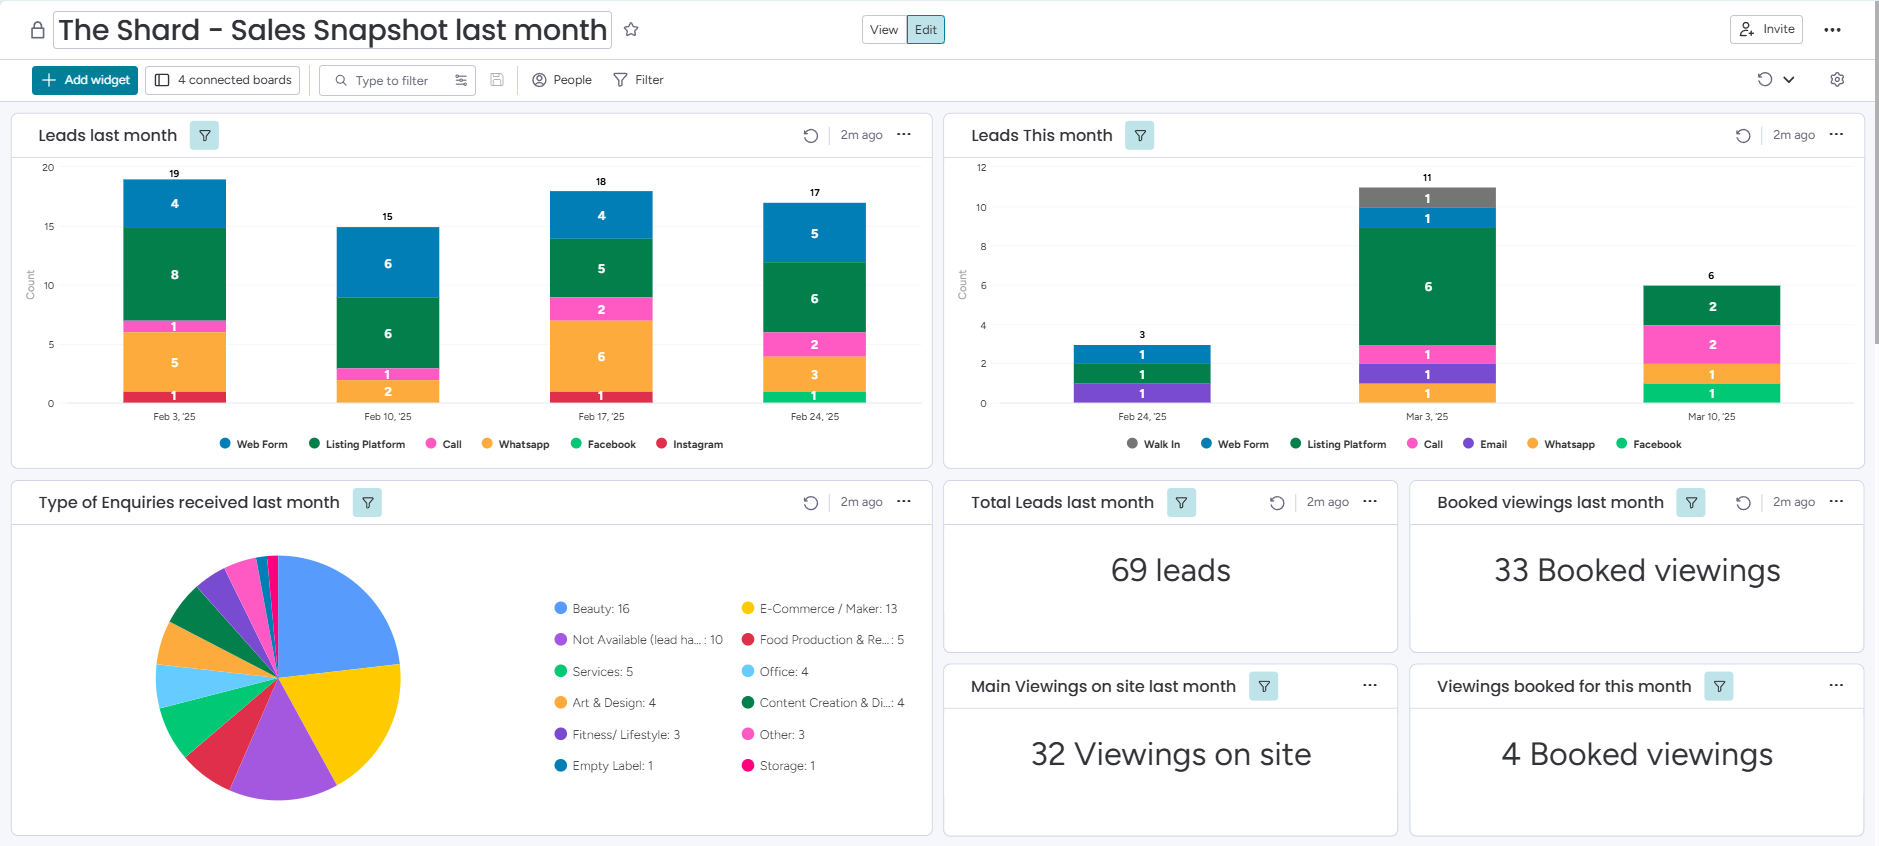 The Shard - Sales Snapshot last month
View
Edit
Invite
Add widget
4 connected boards
Type to filter
People
Filter
Leads last month
2m ago
Count
20
15
10
5
0
19
4
8
1
5
1
15
6
6
1
2
18
4
5
2
6
1
17
5
6
2
3
1
Feb 3, '25
Feb 10, '25
Feb 17, '25
Feb 24, '25
Web Form
Listing Platform
Call
Whatsapp
Facebook
Instagram
Leads This month
2m ago
Count
12
10
8
6
4
2
0
3
1
1
1
11
1
1
6
1
1
1
6
2
2
1
1
Feb 24, '25
Mar 3, '25
Mar 10, '25
Walk In
Web Form
Listing Platform
Call
Email
Whatsapp
Facebook
Type of Enquiries received last month
2m ago
Beauty: 16
E-Commerce / Maker: 13
Not Available (lead ha...: 10
Food Production & Re...: 5
Services: 5
Office: 4
Art & Design: 4
Content Creation & Di...: 4
Fitness/ Lifestyle: 3
Other: 3
Empty Label: 1
Storage: 1
Total Leads last month
2m ago
69 leads
Booked viewings last month
2m ago
33 Booked viewings
Main Viewings on site last month
32 Viewings on site
Viewings booked for this month
4 Booked viewings